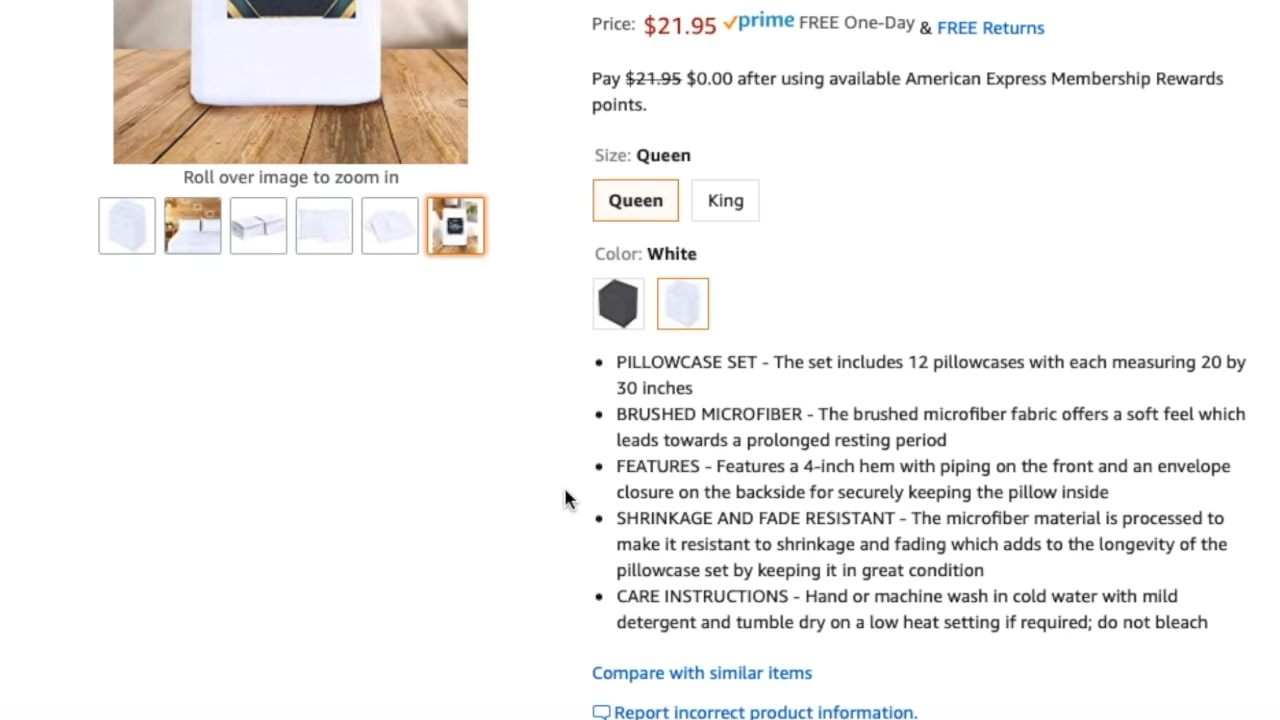 Price: $21.95 prime FREE One-Day & FREE Returns
Pay $21.95 $0.00 after using available American Express Membership Rewards
points.
Roll over image to zoom in
Size: Queen
Queen King
Color: White
• PILLOWCASE SET - The set includes 12 pillowcases with each measuring 20 by
30 inches
• BRUSHED MICROFIBER - The brushed microfiber fabric offers a soft feel which
leads towards a prolonged resting period
• FEATURES - Features a 4-inch hem with piping on the front and an envelope
closure on the backside for securely keeping the pillow inside
• SHRINKAGE AND FADE RESISTANT - The microfiber material is processed to
make it resistant to shrinkage and fading which adds to the longevity of the
pillowcase set by keeping it in great condition
• CARE INSTRUCTIONS - Hand or machine wash in cold water with mild
detergent and tumble dry on a low heat setting if required; do not bleach
Compare with similar items
Report incorrect product information.